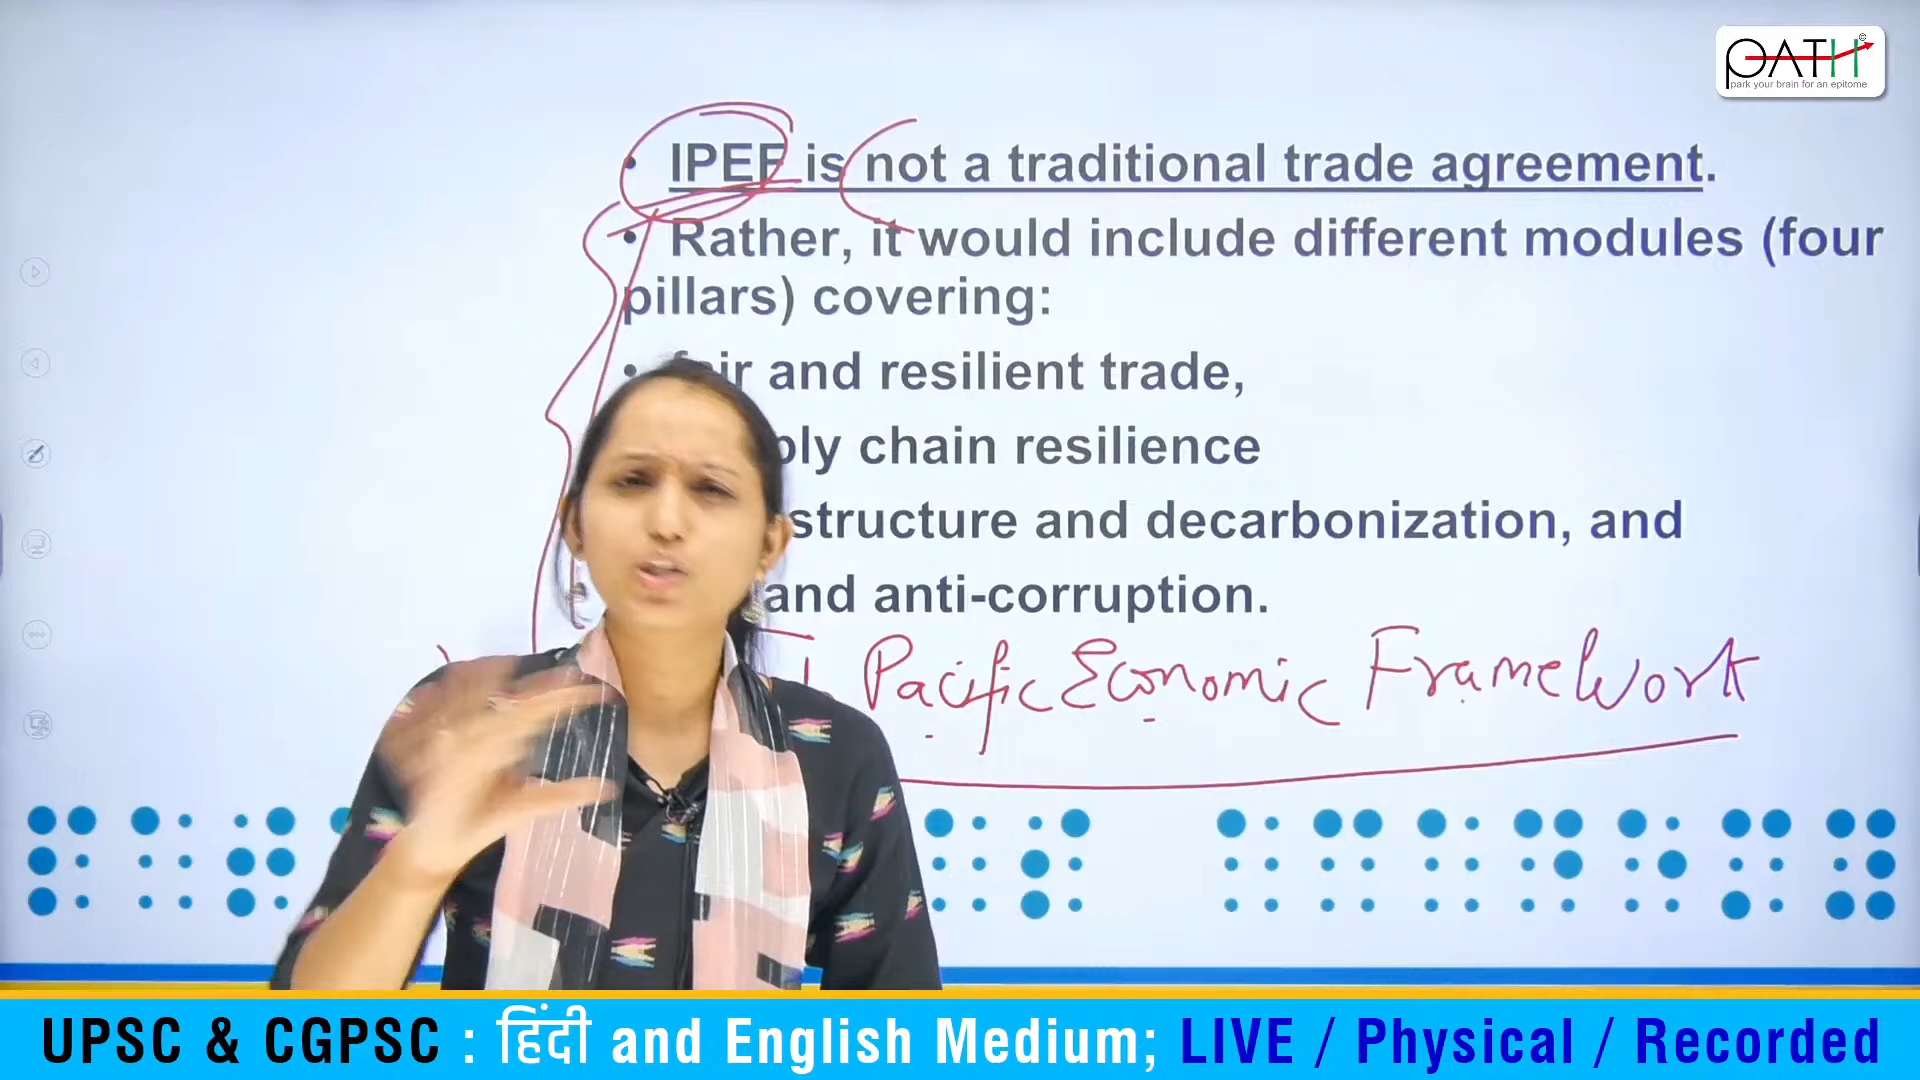 PATH©
park your brain for an epitome
• IPEF is not a traditional trade agreement.
• Rather, it would include different modules (four
pillars) covering:
• fair and resilient trade,
ply chain resilience
structure and decarbonization, and
and anti-corruption.
Pacific Economic Framework
UPSC & CGPSC : हिंदी and English Medium; LIVE / Physical / Recorded